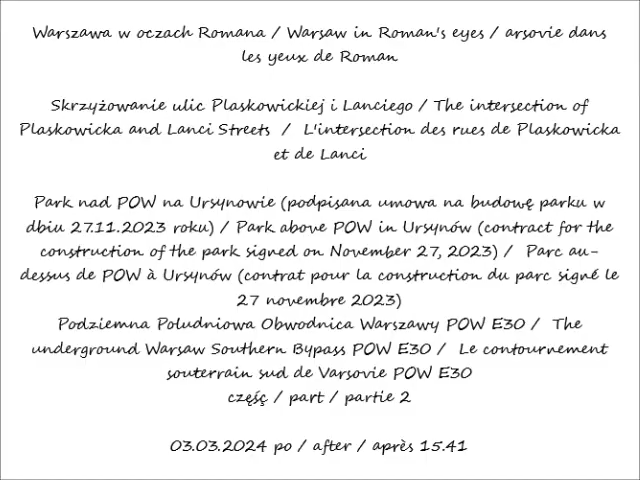 Warszawa w oczach Romana / Warsaw in Roman's eyes / arsovie dans
les yeux de Roman
Skrzyżowanie ulic Plaskowickiej i Lanciego / The intersection of
Plaskowicka and Lanci Streets / L'intersection des rues de Plaskowicka
et de Lanci
Park nad POW na Ursynowie (podpisana umowa na budowę parku w
dbiu 27.11.2023 roku) / Park above POW in Ursynów (contract for the
construction of the park signed on November 27, 2023) / Parc au-
dessus de POW à Ursynów (contrat pour la construction du parc signé le
27 novembre 2023)
Podziemna Poludniowa Obwodnica Warszawy POW E30 / The
underground Warsaw Southern Bypass POW E30 / Le contournement
souterrain sud de Varsovie POW E30
częśç / part / partie 2
03.03.2024 po / after / après 15.41